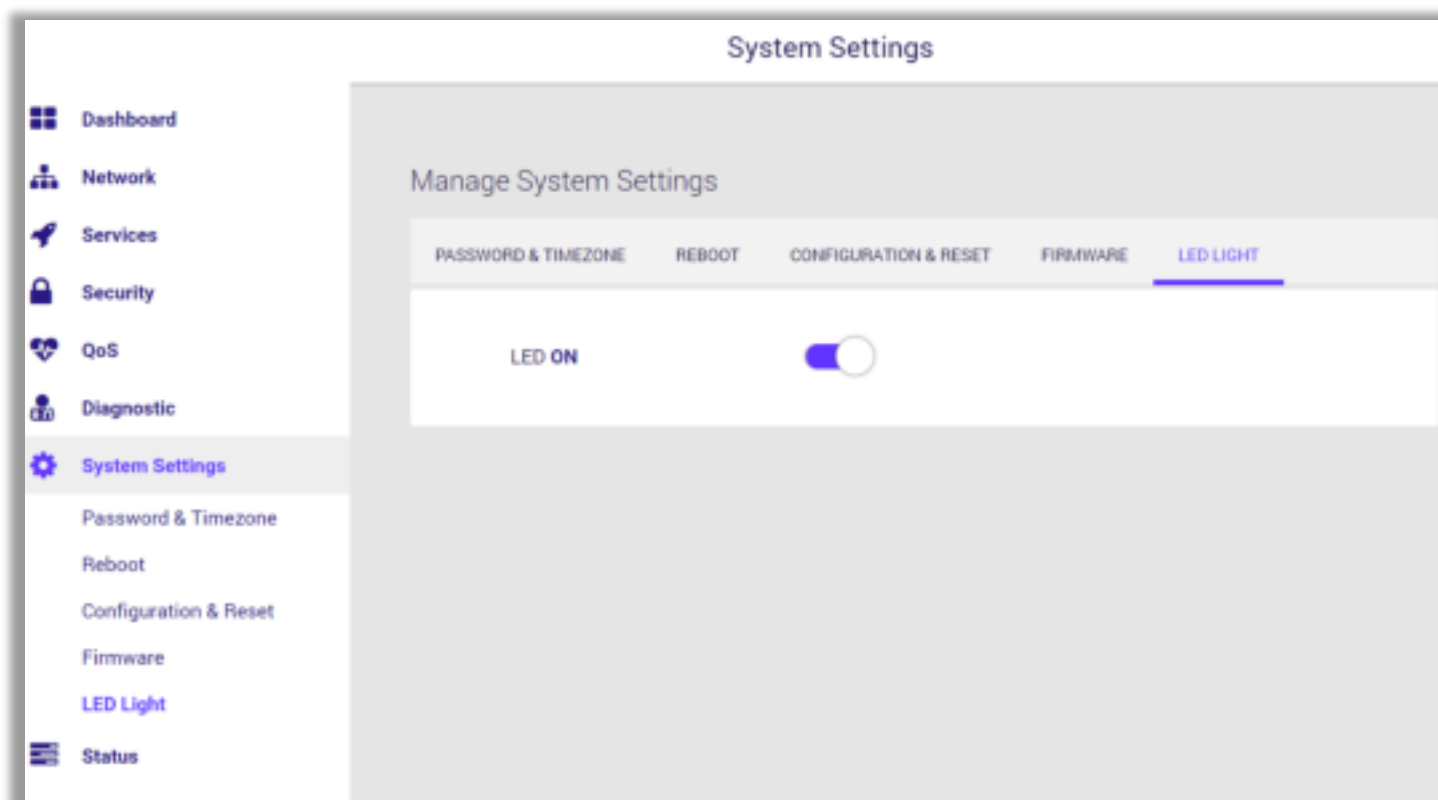 System Settings
Dashboard
Network
Services
Security
QoS
Diagnostic
System Settings
Password & Timezone
Reboot
Configuration & Reset
Firmware
LED Light
Status
Manage System Settings
PASSWORD & TIMEZONE REBOOT CONFIGURATION & RESET FIRMWARE LED LIGHT
LED ON